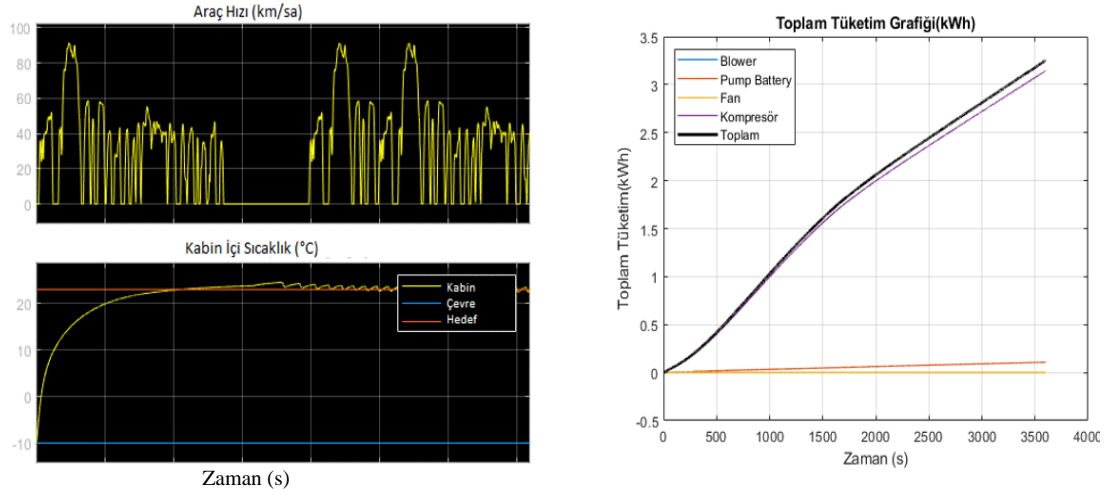 Araç Hızı (km/sa)
100
80
60
40
20
0
Kabin İçi Sıcaklık (°C)
20
10
0
-10
Kabin
Çevre
Hedef
Zaman (s)
Toplam Tüketim Grafiği(kWh)
Toplam Tüketim(kWh)
3.5
3
2.5
2
1.5
1
0.5
0
-0.5
Blower
Pump Battery
Fan
Kompresör
Toplam
0 500 1000 1500 2000 2500 3000 3500 4000
Zaman (s)